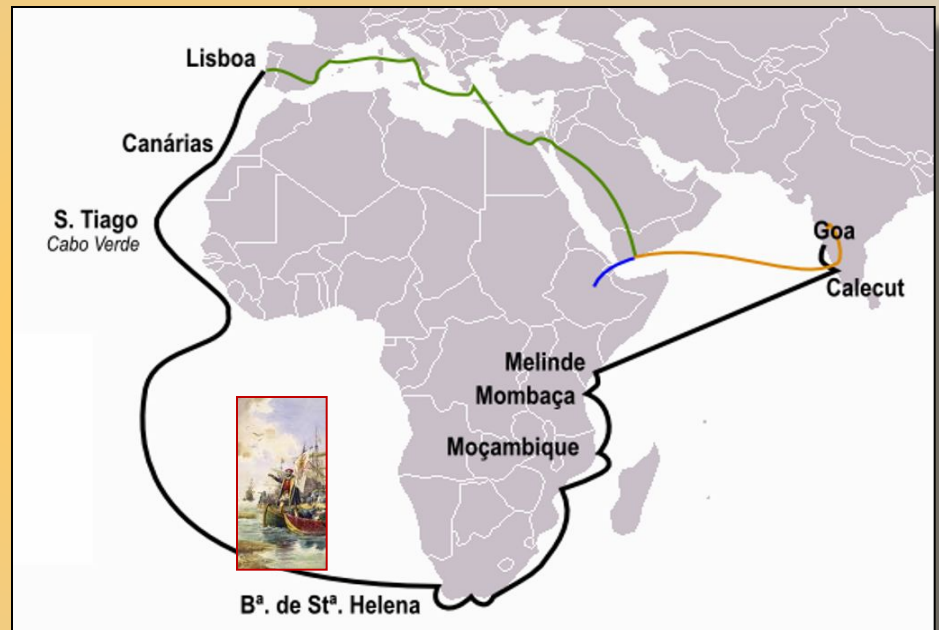 Lisboa
Canárias
S. Tiago
Cabo Verde
Goa
Calecut
Melinde
Mombaça
Moçambique
Bª. de Stª. Helena